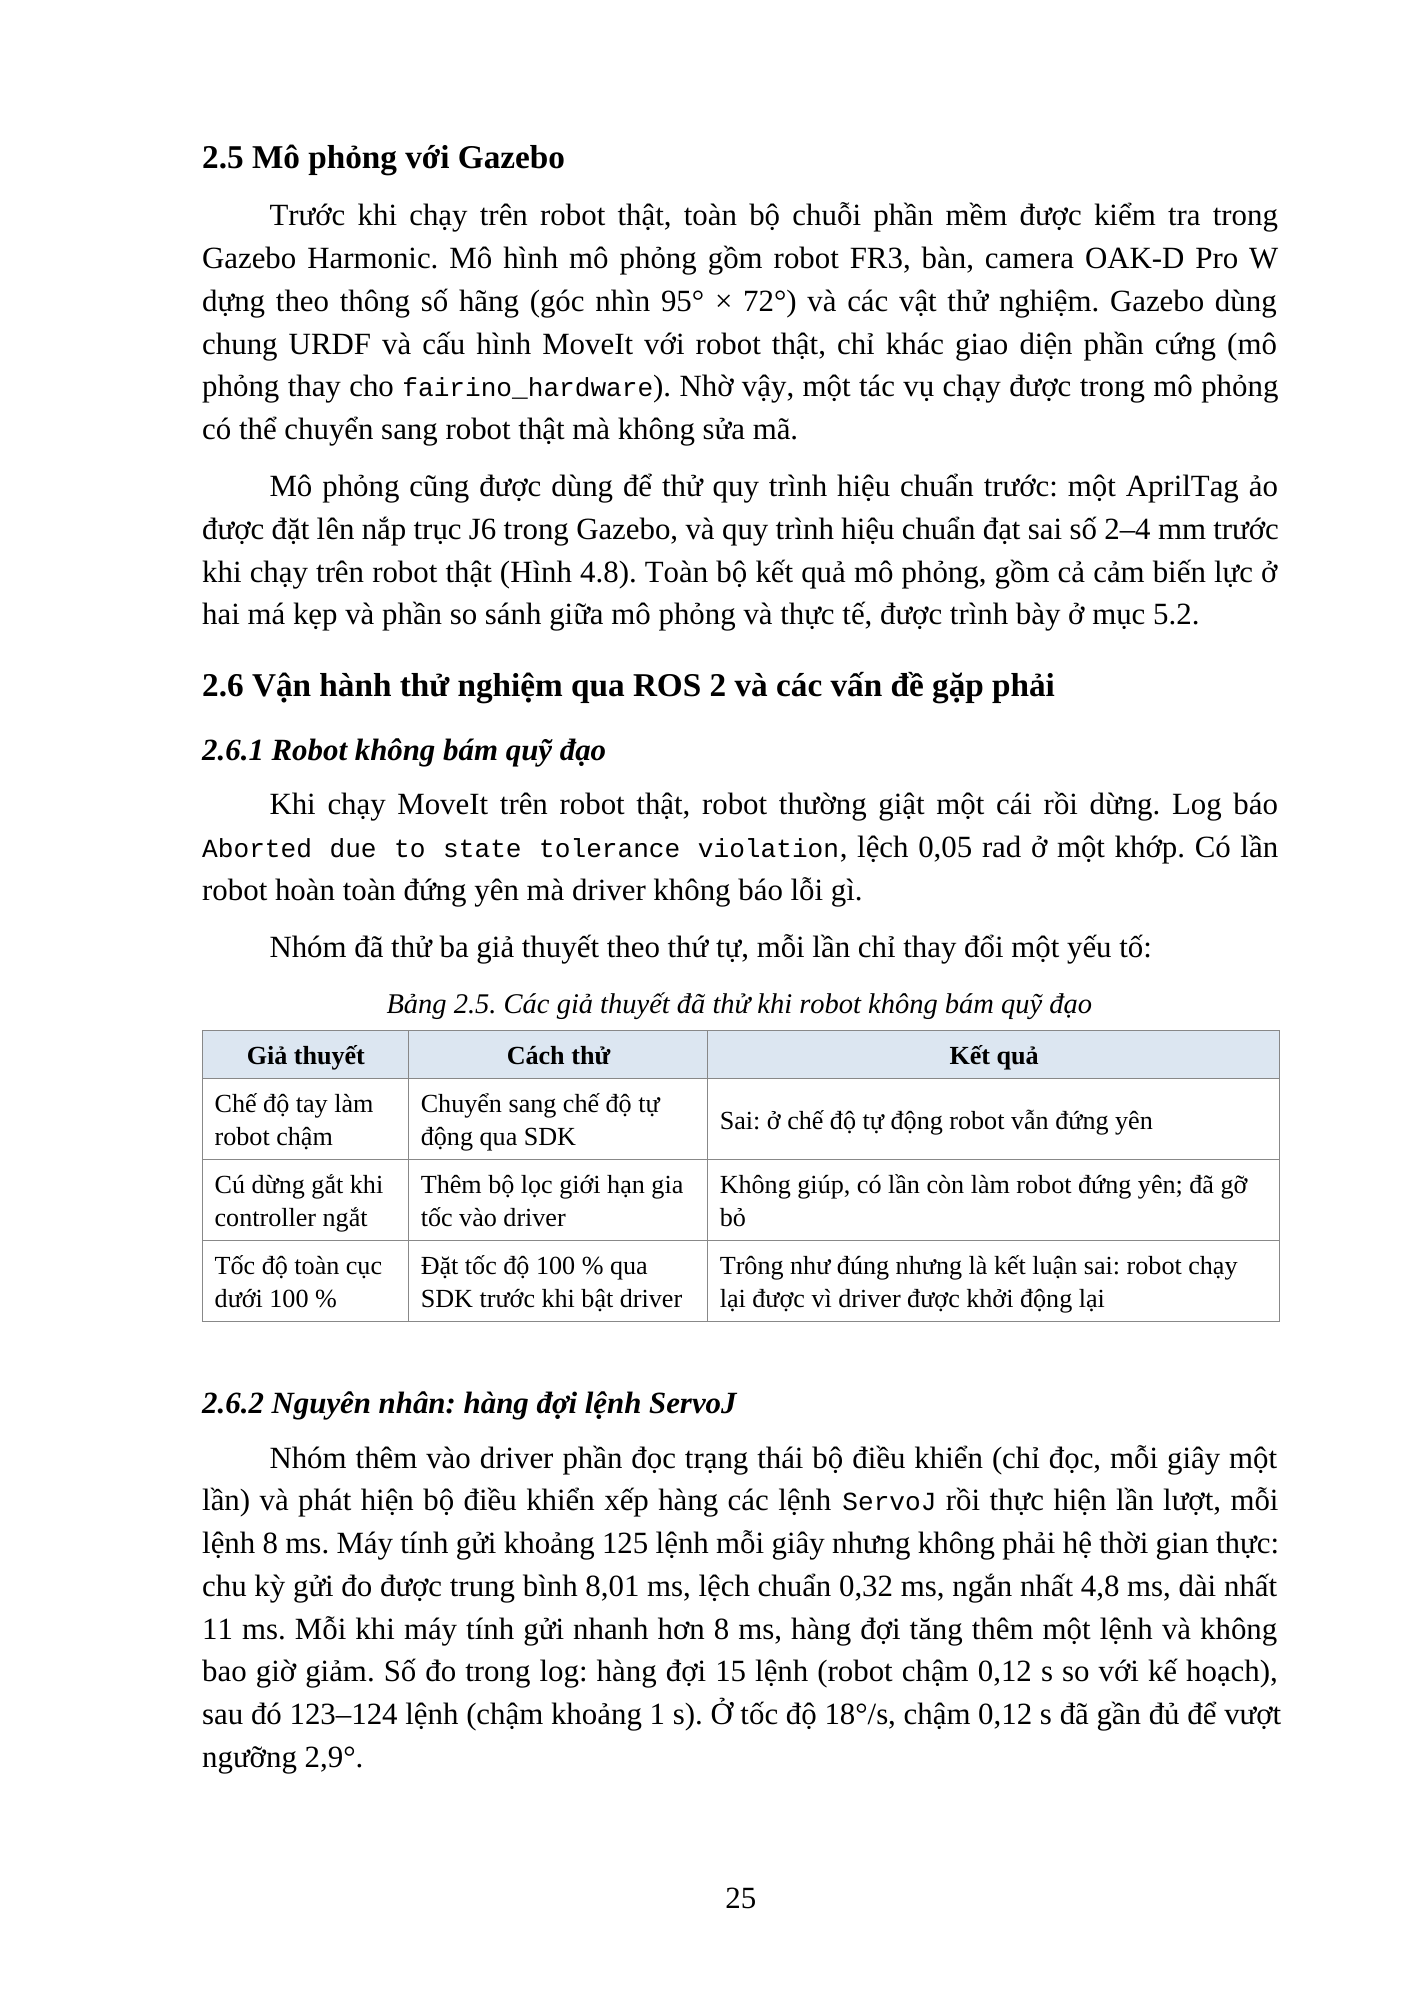 2.5 Mô phỏng với Gazebo
Trước khi chạy trên robot thật, toàn bộ chuỗi phần mềm được kiểm tra trong
Gazebo Harmonic. Mô hình mô phỏng gồm robot FR3, bàn, camera OAK-D Pro W
dựng theo thông số hãng (góc nhìn 95° × 72°) và các vật thử nghiệm. Gazebo dùng
chung URDF và cấu hình MoveIt với robot thật, chỉ khác giao diện phần cứng (mô
phỏng thay cho fairino_hardware). Nhờ vậy, một tác vụ chạy được trong mô phỏng
có thể chuyển sang robot thật mà không sửa mã.
Mô phỏng cũng được dùng để thử quy trình hiệu chuẩn trước: một AprilTag ảo
được đặt lên nắp trục J6 trong Gazebo, và quy trình hiệu chuẩn đạt sai số 2–4 mm trước
khi chạy trên robot thật (Hình 4.8). Toàn bộ kết quả mô phỏng, gồm cả cảm biến lực ở
hai má kẹp và phần so sánh giữa mô phỏng và thực tế, được trình bày ở mục 5.2.
2.6 Vận hành thử nghiệm qua ROS 2 và các vấn đề gặp phải
2.6.1 Robot không bám quỹ đạo
Khi chạy MoveIt trên robot thật, robot thường giật một cái rồi dừng. Log báo
Aborted due to state tolerance violation, lệch 0,05 rad ở một khớp. Có lần
robot hoàn toàn đứng yên mà driver không báo lỗi gì.
Nhóm đã thử ba giả thuyết theo thứ tự, mỗi lần chỉ thay đổi một yếu tố:
Bảng 2.5. Các giả thuyết đã thử khi robot không bám quỹ đạo
Giả thuyết Cách thử Kết quả
Chế độ tay làm
robot chậm
Chuyển sang chế độ tự
động qua SDK
Sai: ở chế độ tự động robot vẫn đứng yên
Cú dừng gắt khi
controller ngắt
Thêm bộ lọc giới hạn gia
tốc vào driver
Không giúp, có lần còn làm robot đứng yên; đã gỡ
bỏ
Tốc độ toàn cục
dưới 100 %
Đặt tốc độ 100 % qua
SDK trước khi bật driver
Trông như đúng nhưng là kết luận sai: robot chạy
lại được vì driver được khởi động lại
2.6.2 Nguyên nhân: hàng đợi lệnh ServoJ
Nhóm thêm vào driver phần đọc trạng thái bộ điều khiển (chỉ đọc, mỗi giây một
lần) và phát hiện bộ điều khiển xếp hàng các lệnh ServoJ rồi thực hiện lần lượt, mỗi
lệnh 8 ms. Máy tính gửi khoảng 125 lệnh mỗi giây nhưng không phải hệ thời gian thực:
chu kỳ gửi đo được trung bình 8,01 ms, lệch chuẩn 0,32 ms, ngắn nhất 4,8 ms, dài nhất
11 ms. Mỗi khi máy tính gửi nhanh hơn 8 ms, hàng đợi tăng thêm một lệnh và không
bao giờ giảm. Số đo trong log: hàng đợi 15 lệnh (robot chậm 0,12 s so với kế hoạch),
sau đó 123–124 lệnh (chậm khoảng 1 s). Ở tốc độ 18°/s, chậm 0,12 s đã gần đủ để vượt
ngưỡng 2,9°.
25